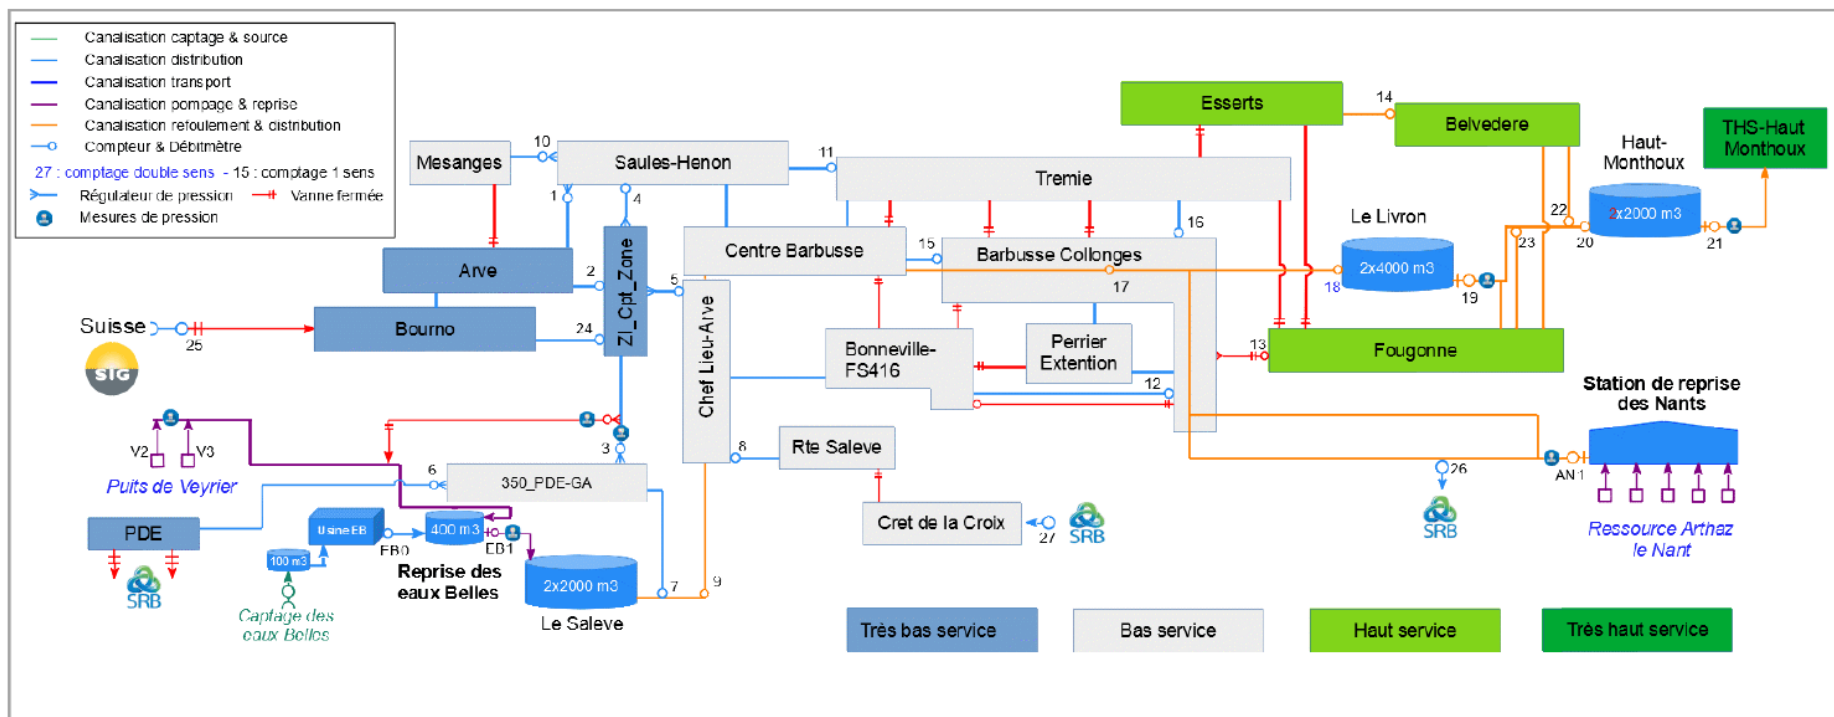 Canalisation captage & source
Canalisation distribution
Canalisation transport
Canalisation pompage & reprise
Canalisation refoulement & distribution
Compteur & Débitmètre
27 : comptage double sens - 15 : comptage 1 sens
Régulateur de pression
Vanne fermée
Mesures de pression
Mesanges
10
Saules-Henon
11
Tremie
Esserts
14
Belvedere
Haut-
Monthoux
THS-Haut
Monthoux
2x2000 m3
22
23
20
21
1
4
Arve
2
ZI_Cpt_Zone
5
Centre Barbusse
15
Barbusse Collonges
16
17
Le Livron
2x4000 m3
18
19
Suisse
SIG
25
Bourno
24
Chef Lieu-Arve
Bonneville-
FS416
Perrier
Extention
12
13
Fougonne
Station de reprise
des Nants
V2
V3
Puits de Veyrier
3
6
350_PDE-GA
8
Rte Saleve
26
SRB
AN1
Ressource Arthaz
le Nant
PDE
SRB
Usine EB
EB0
100 m3
400 m3
EB1
Cret de la Croix
27
SRB
Reprise des
eaux Belles
2x2000 m3
7
9
Le Saleve
Captage des
eaux Belles
Très bas service
Bas service
Haut service
Très haut service